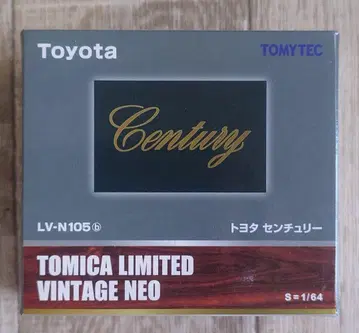 Toyota
TOMYTEC
Century
LV-N105ⓑ
トヨタ センチュリー
TOMICA LIMITED
VINTAGE NEO
S=1/64